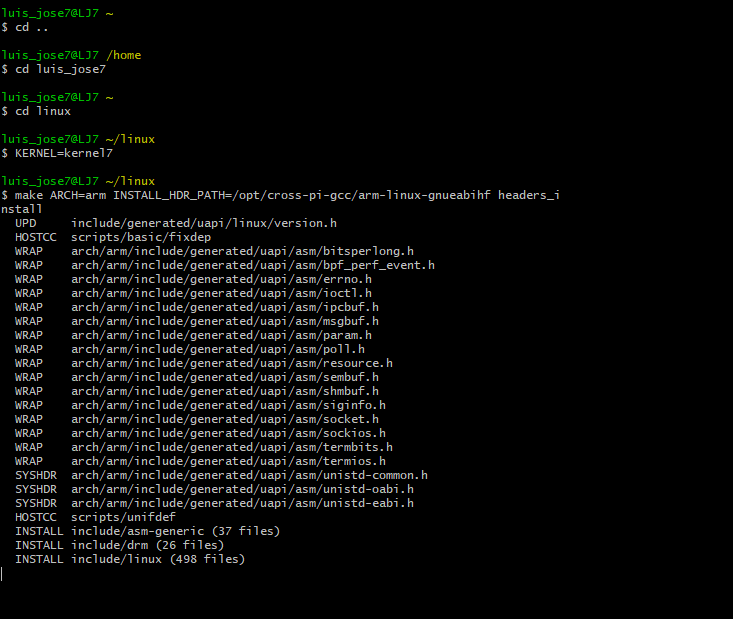 luis_jose7@LJ7 ~
$ cd ..
luis_jose7@LJ7 /home
$ cd luis_jose7
luis_jose7@LJ7 ~
$ cd linux
luis_jose7@LJ7 ~/linux
$ KERNEL=kernel7
luis_jose7@LJ7 ~/linux
$ make ARCH=arm INSTALL_HDR_PATH=/opt/cross-pi-gcc/arm-linux-gnueabihf headers_i
nstall
  UPD     include/generated/uapi/linux/version.h
  HOSTCC  scripts/basic/fixdep
  WRAP    arch/arm/include/generated/uapi/asm/bitsperlong.h
  WRAP    arch/arm/include/generated/uapi/asm/bpf_perf_event.h
  WRAP    arch/arm/include/generated/uapi/asm/errno.h
  WRAP    arch/arm/include/generated/uapi/asm/ioctl.h
  WRAP    arch/arm/include/generated/uapi/asm/ipcbuf.h
  WRAP    arch/arm/include/generated/uapi/asm/msgbuf.h
  WRAP    arch/arm/include/generated/uapi/asm/param.h
  WRAP    arch/arm/include/generated/uapi/asm/poll.h
  WRAP    arch/arm/include/generated/uapi/asm/resource.h
  WRAP    arch/arm/include/generated/uapi/asm/sembuf.h
  WRAP    arch/arm/include/generated/uapi/asm/shmbuf.h
  WRAP    arch/arm/include/generated/uapi/asm/siginfo.h
  WRAP    arch/arm/include/generated/uapi/asm/socket.h
  WRAP    arch/arm/include/generated/uapi/asm/sockios.h
  WRAP    arch/arm/include/generated/uapi/asm/termbits.h
  WRAP    arch/arm/include/generated/uapi/asm/termios.h
  SYSHDR  arch/arm/include/generated/uapi/asm/unistd-common.h
  SYSHDR  arch/arm/include/generated/uapi/asm/unistd-oabi.h
  SYSHDR  arch/arm/include/generated/uapi/asm/unistd-eabi.h
  HOSTCC  scripts/unifdef
  INSTALL include/asm-generic (37 files)
  INSTALL include/drm (26 files)
  INSTALL include/linux (498 files)